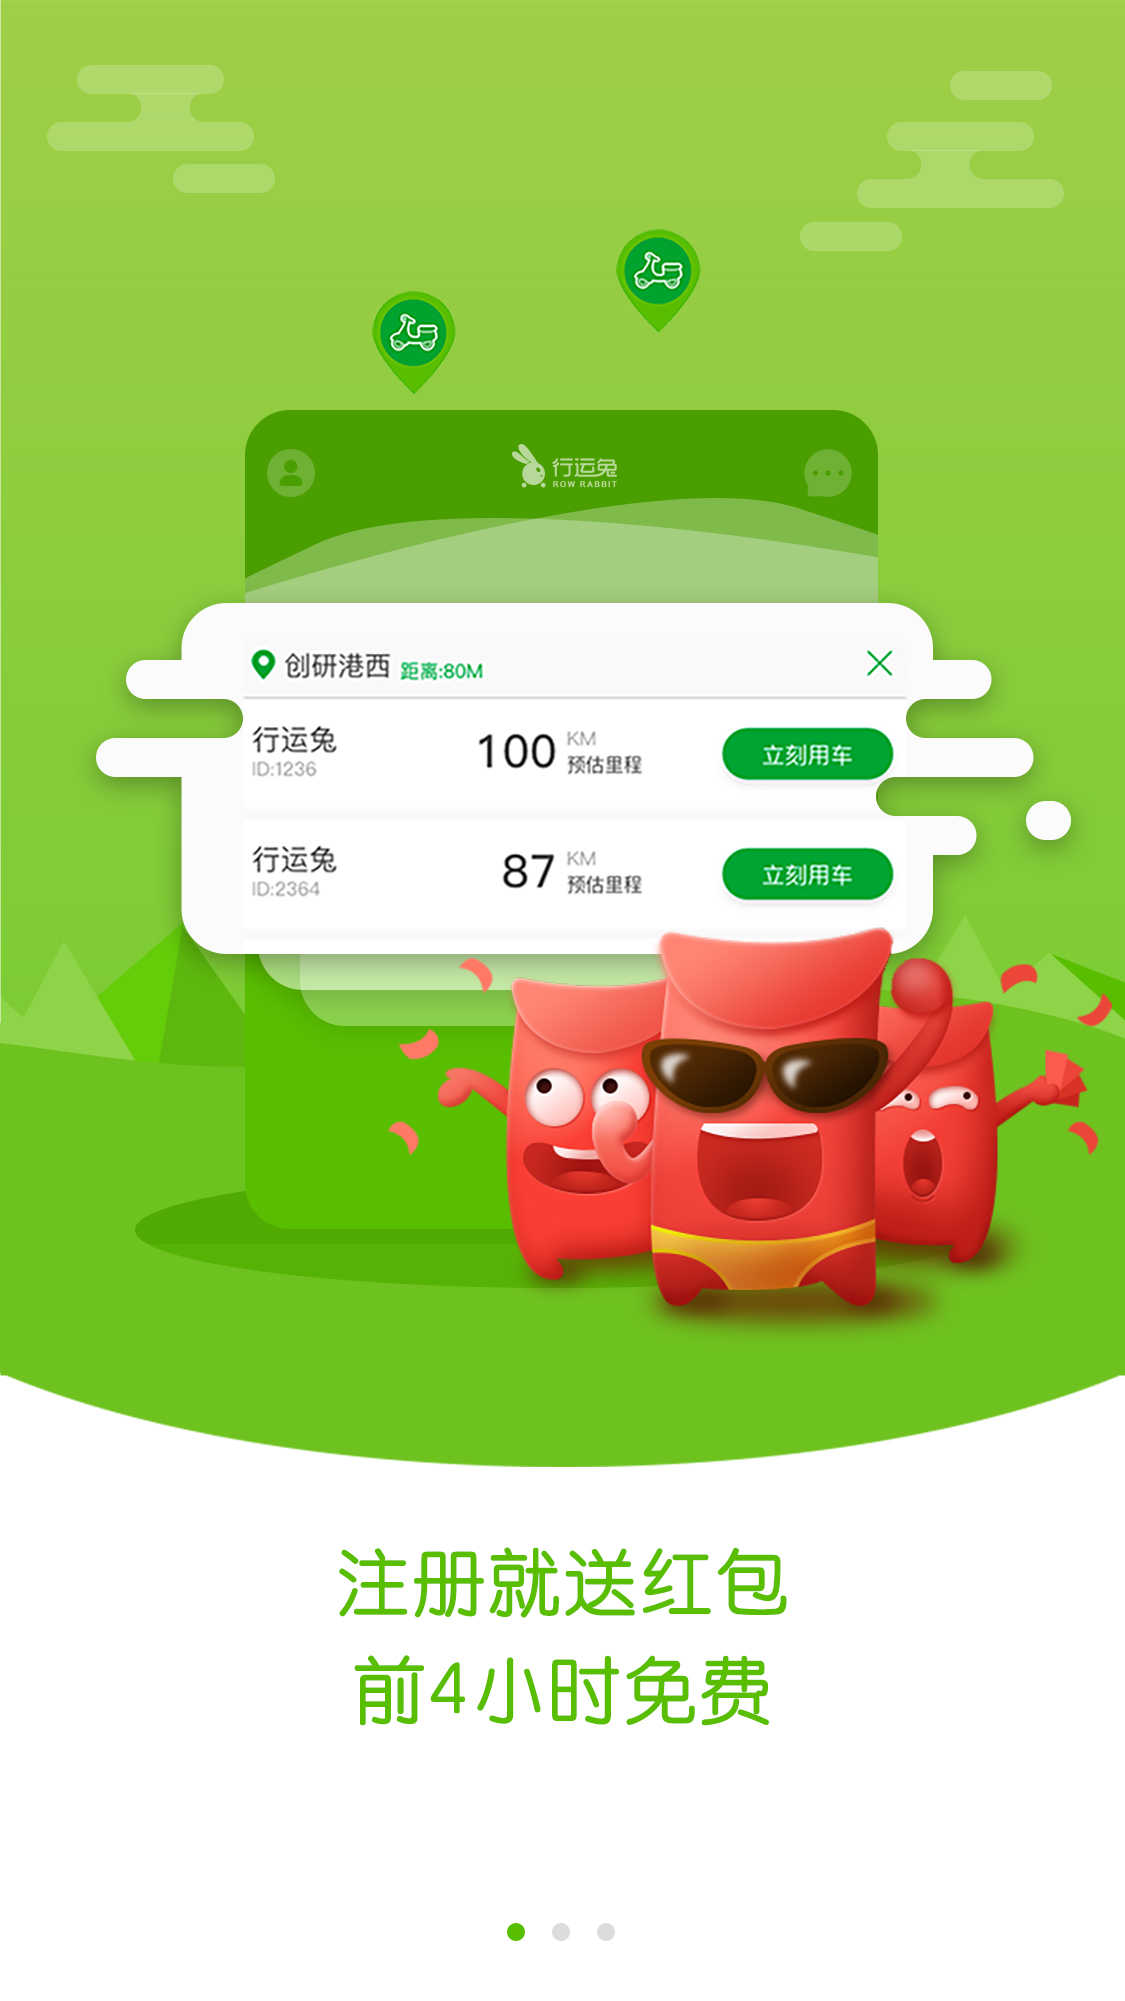 行运兔
ROW RABBIT
创研港西 距离:80M
行运兔 100 KM 立刻用车
ID:1236 预估里程
行运兔 87 KM 立刻用车
ID:2364 预估里程
注册就送红包
前4小时免费